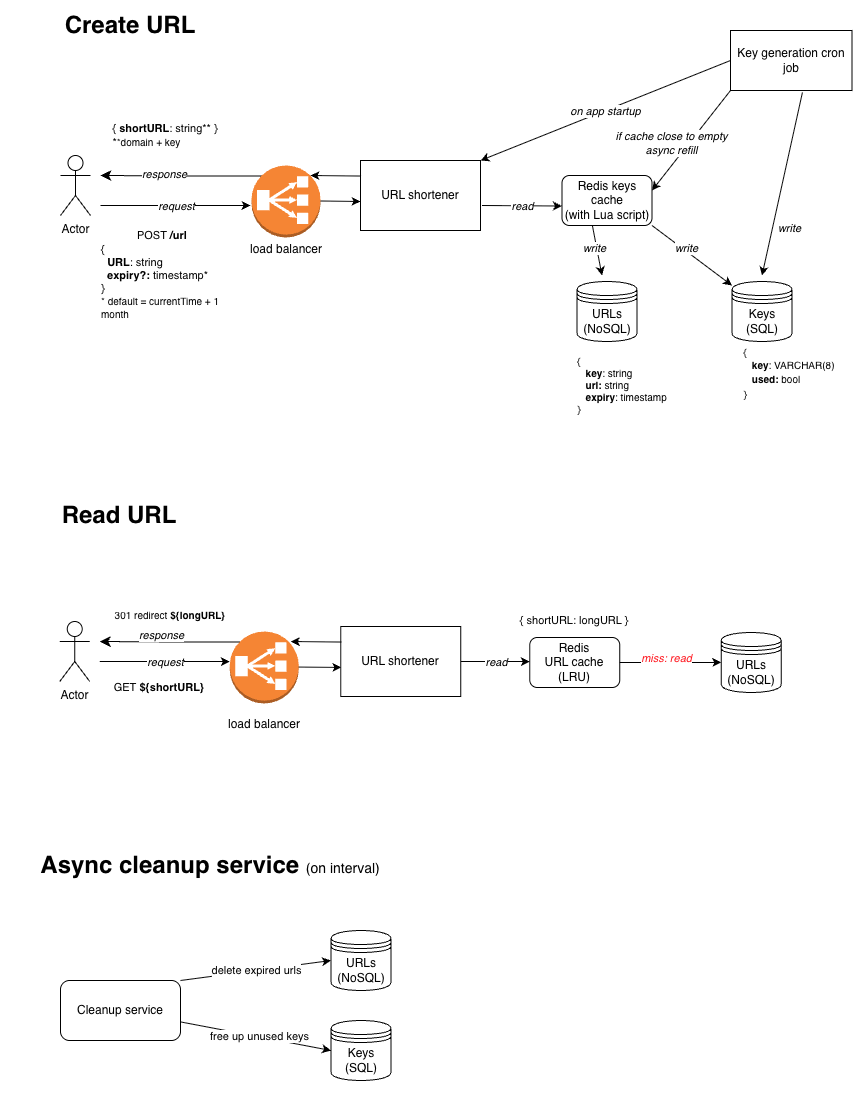 Create URL
Key generation cron
job
on app startup
{ shortURL: string** }
**domain + key
if cache close to empty
async refill
response
request
Actor
load balancer
URL shortener
read
Redis keys
cache
(with Lua script)
write
write
write
POST /url
{
URL: string
expiry?: timestamp*
}
* default = currentTime + 1
month
URLs
(NoSQL)
Keys
(SQL)
{
key: string
url: string
expiry: timestamp
}
{
key: VARCHAR(8)
used: bool
}
Read URL
301 redirect ${longURL}
response
request
GET ${shortURL}
Actor
load balancer
URL shortener
read
{ shortURL: longURL }
Redis
URL cache
(LRU)
miss: read
URLs
(NoSQL)
Async cleanup service (on interval)
Cleanup service
delete expired urls
free up unused keys
URLs
(NoSQL)
Keys
(SQL)